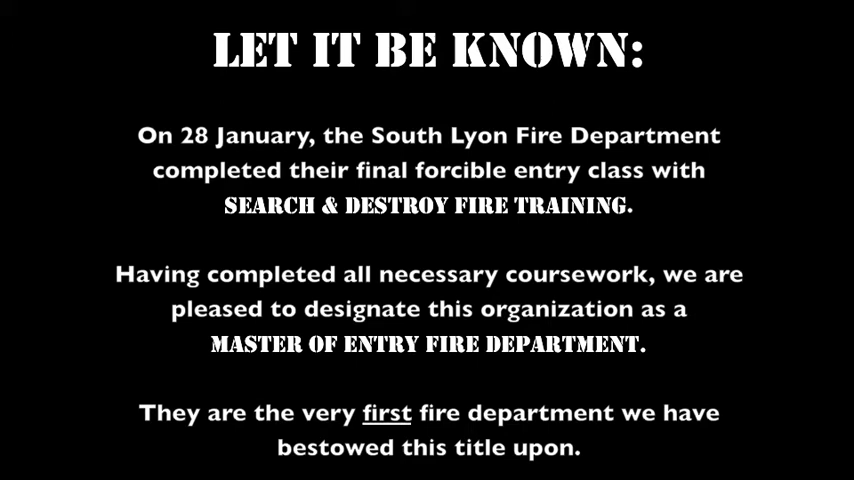 LET IT BE KNOWN:
On 28 January, the South Lyon Fire Department
completed their final forcible entry class with
SEARCH & DESTROY FIRE TRAINING.
Having completed all necessary coursework, we are
pleased to designate this organization as a
MASTER OF ENTRY FIRE DEPARTMENT.
They are the very first fire department we have
bestowed this title upon.